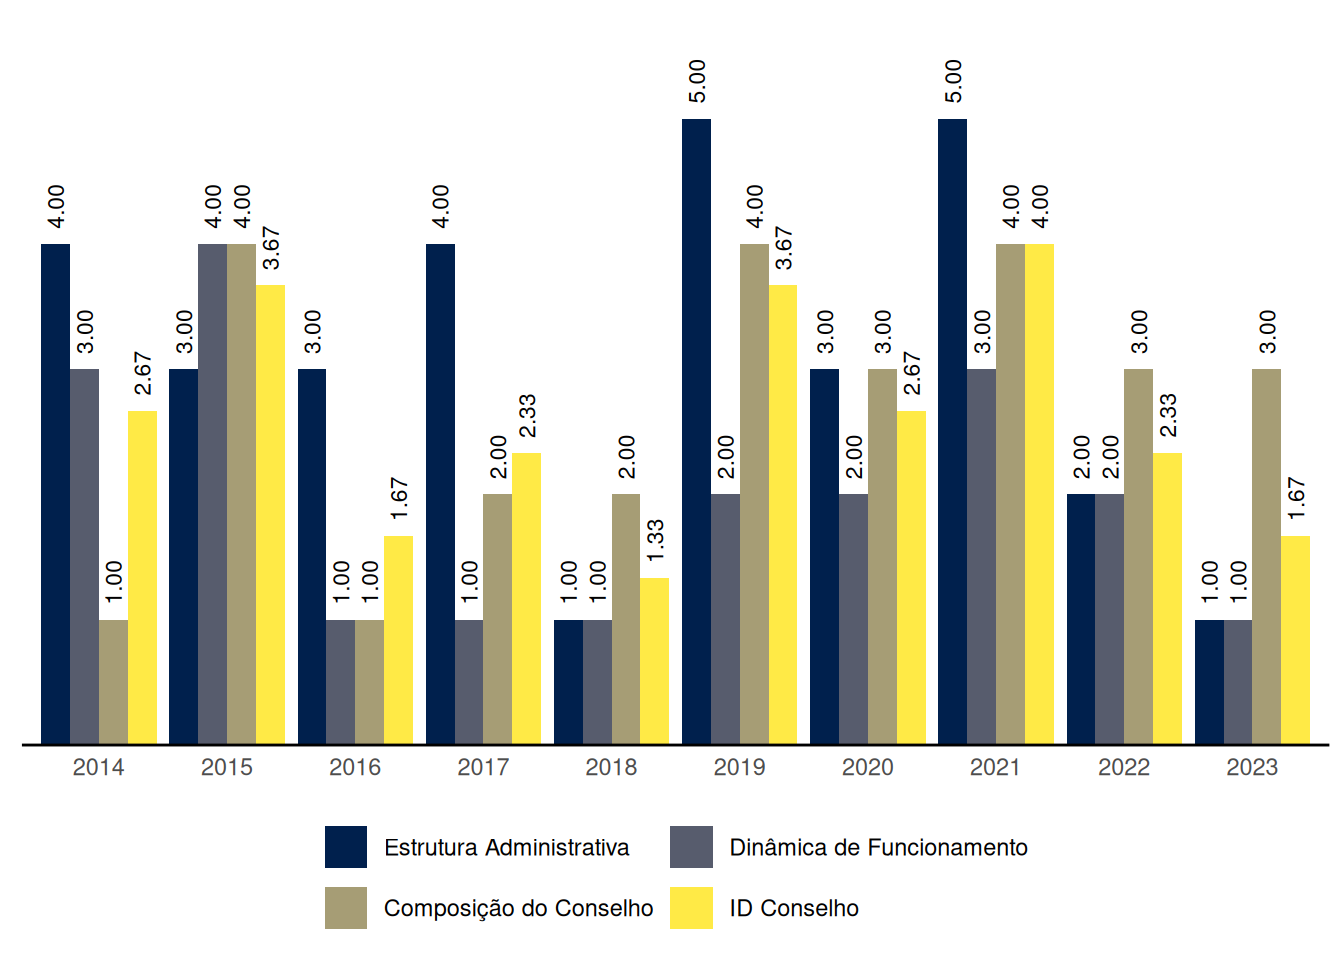 5.00 5.00
4.00 4.00 4.00 4.00 4.00 4.00 4.00
3.67 3.67
3.00 3.00 3.00 3.00 3.00 3.00 3.00 3.00
2.67 2.67
2.33 2.33
2.00 2.00 2.00 2.00 2.00 2.00
1.67 1.67
1.33
1.00 1.00 1.00 1.00 1.00 1.00 1.00 1.00
2014 2015 2016 2017 2018 2019 2020 2021 2022 2023
Estrutura Administrativa Dinâmica de Funcionamento
Composição do Conselho ID Conselho